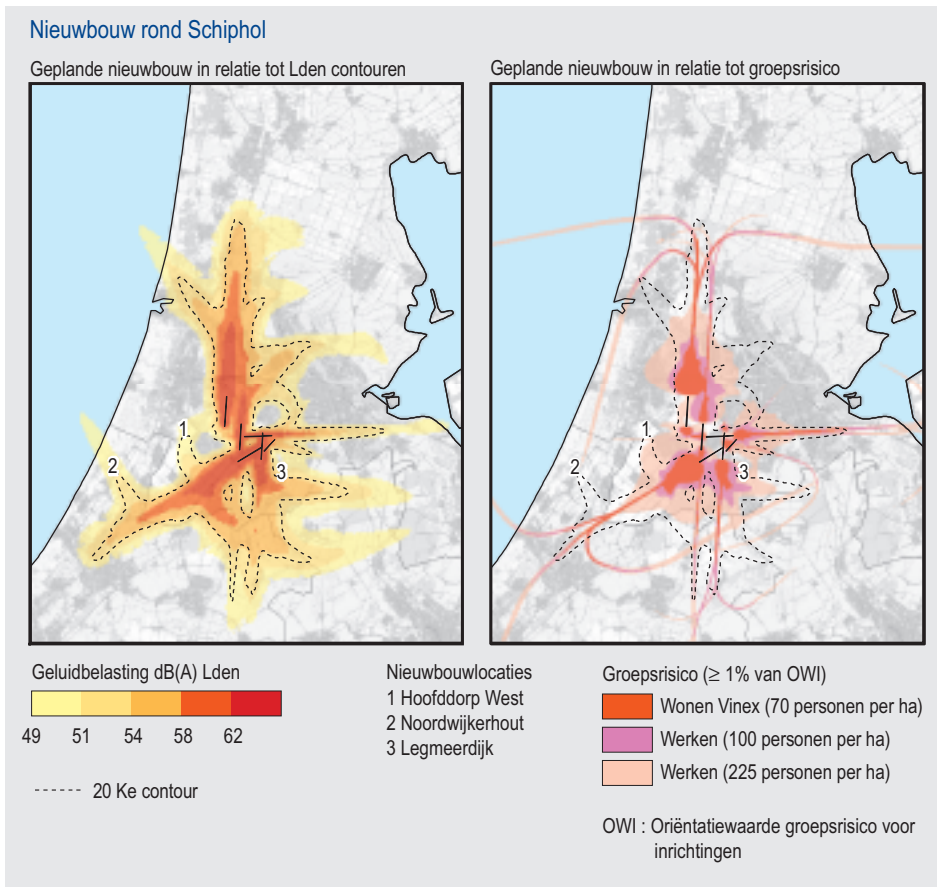 Nieuwbouw rond Schiphol
Geplande nieuwbouw in relatie tot Lden contouren
1
2
3
Geluidbelasting dB(A) Lden
49 51 54 58 62
20 Ke contour
Nieuwbouwlocaties
1 Hoofddorp West
2 Noordwijkerhout
3 Legmeerdijk
Geplande nieuwbouw in relatie tot groepsrisico
1
2
3
Groepsrisico (≥ 1% van OWI)
Wonen Vinex (70 personen per ha)
Werken (100 personen per ha)
Werken (225 personen per ha)
OWI : Oriëntatiewaarde groepsrisico voor
inrichtingen